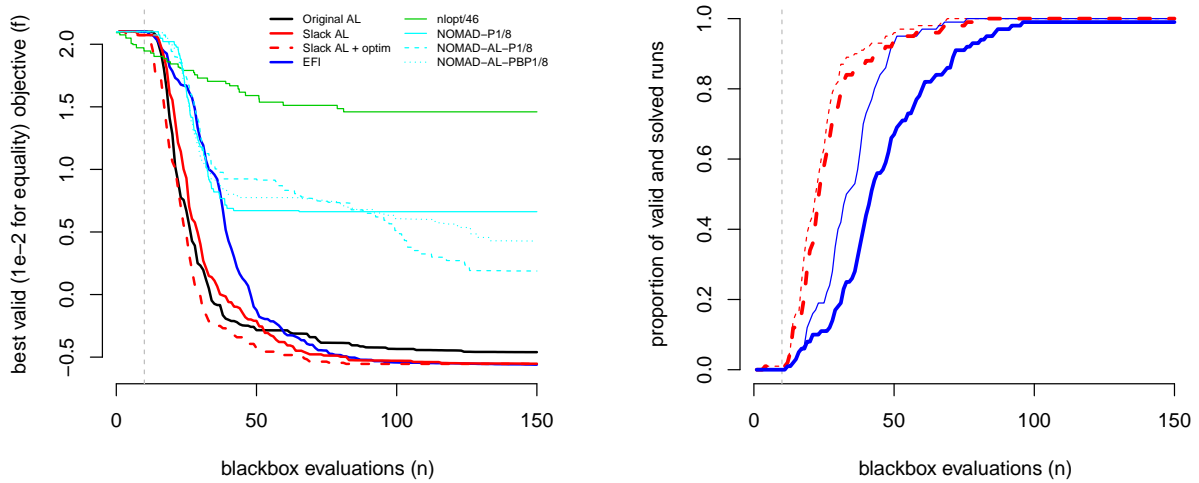 best valid (1e−2 for equality) objective (f)
2.0
1.5
1.0
0.5
0.0
−0.5
Original AL
Slack AL
Slack AL + optim
EFI
nlopt/46
NOMAD−P1/8
NOMAD−AL−P1/8
NOMAD−AL−PBP1/8
0 50 100 150
blackbox evaluations (n)
proportion of valid and solved runs
1.0
0.8
0.6
0.4
0.2
0.0
0 50 100 150
blackbox evaluations (n)